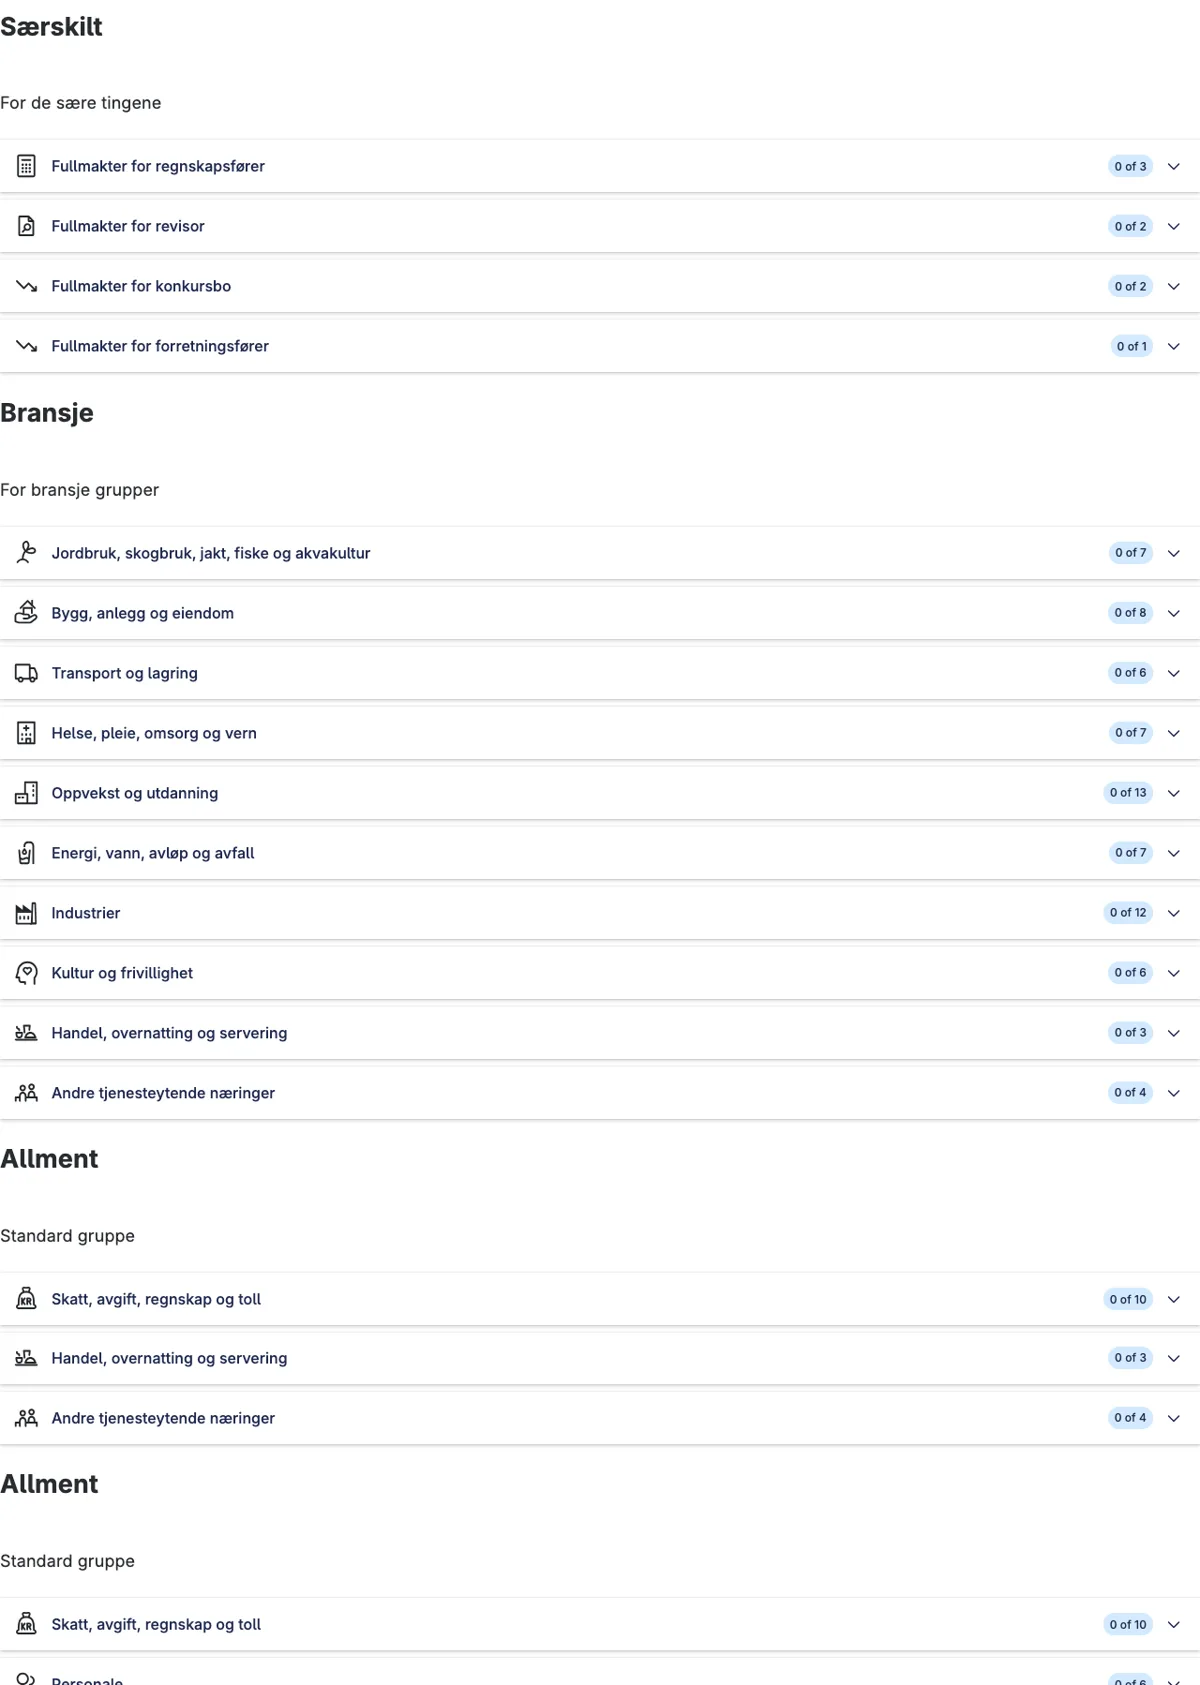 Særskilt
For de sære tingene
Fullmakter for regnskapsfører 0 of 3
Fullmakter for revisor 0 of 2
Fullmakter for konkursbo 0 of 2
Fullmakter for forretningsfører 0 of 1
Bransje
For bransje grupper
Jordbruk, skogbruk, jakt, fiske og akvakultur 0 of 7
Bygg, anlegg og eiendom 0 of 8
Transport og lagring 0 of 6
Helse, pleie, omsorg og vern 0 of 7
Oppvekst og utdanning 0 of 13
Energi, vann, avløp og avfall 0 of 7
Industrier 0 of 12
Kultur og frivillighet 0 of 6
Handel, overnatting og servering 0 of 3
Andre tjenesteytende næringer 0 of 4
Allment
Standard gruppe
KR Skatt, avgift, regnskap og toll 0 of 10
Handel, overnatting og servering 0 of 3
Andre tjenesteytende næringer 0 of 4
Allment
Standard gruppe
KR Skatt, avgift, regnskap og toll 0 of 10
Personale 0 of 6